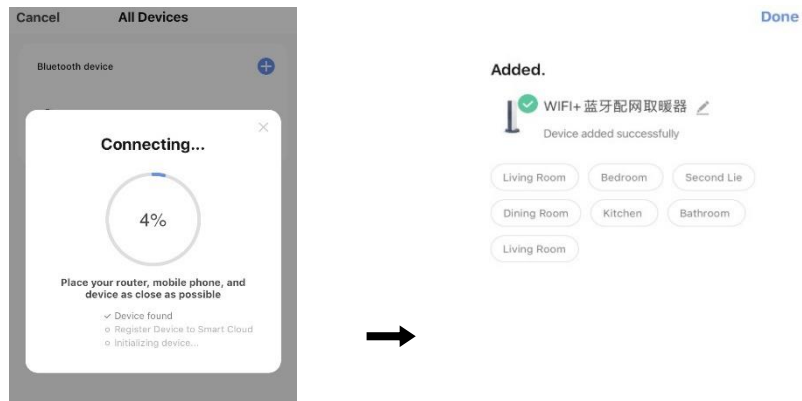 Cancel
All Devices
Bluetooth device
Connecting...
4%
Place your router, mobile phone, and
device as close as possible
Device found
Register Device to Smart Cloud
Initializing device...
Done
Added.
WIFI+蓝牙配网取暖器
Device added successfully
Living Room
Bedroom
Second Lie
Dining Room
Kitchen
Bathroom
Living Room